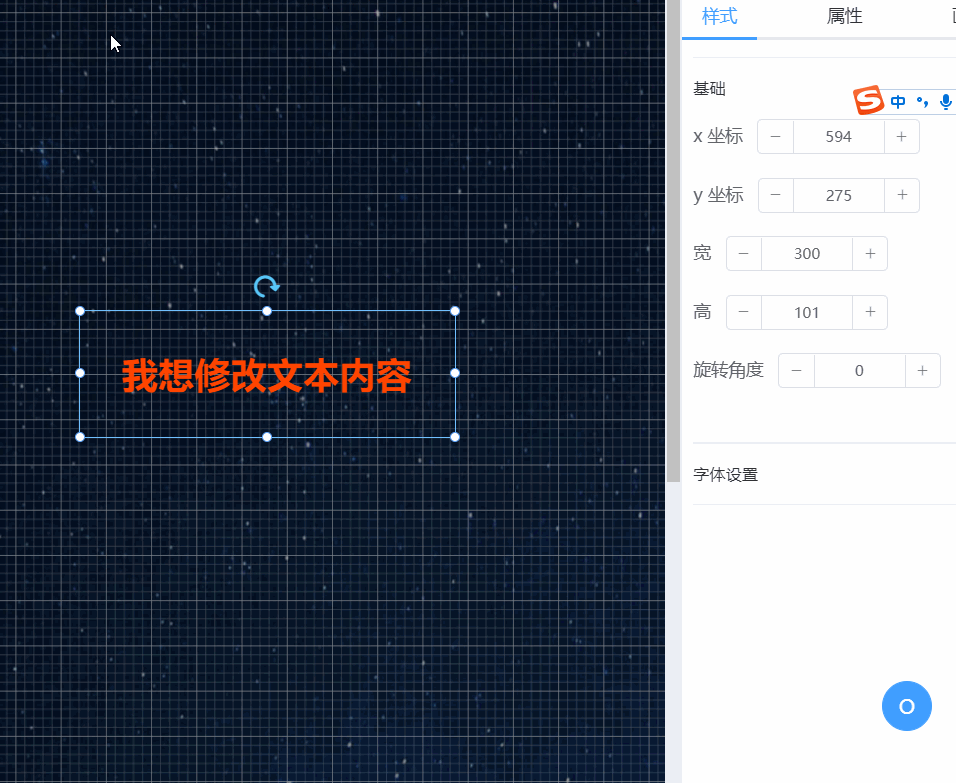 样式 属性
基础
中
x 坐标 − 594 +
y 坐标 − 275 +
宽 − 300 +
高 − 101 +
旋转角度 − 0 +
字体设置
我想修改文本内容
O